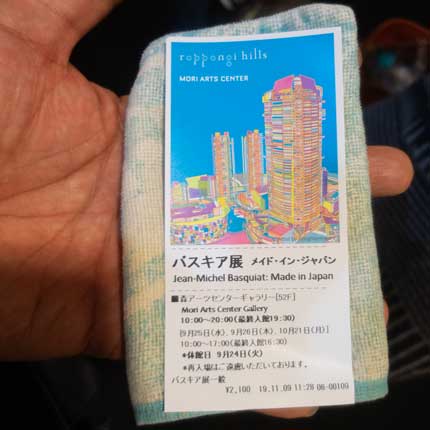 roppongi hills
MORI ARTS CENTER
バスキア展 メイド・イン・ジャパン
Jean-Michel Basquiat: Made in Japan
■森アーツセンターギャラリー[52F]
Mori Arts Center Gallery
10:00~20:00(最終入館19:30)
[9月25日(水)、9月26日(木)、10月21日(月)]
10:00~17:00(最終入館16:30)
*休館日 9月24日(火)
*再入場はご遠慮いただいております。
バスキア展一般
¥2,100 19.11.09 11:28 06-00109